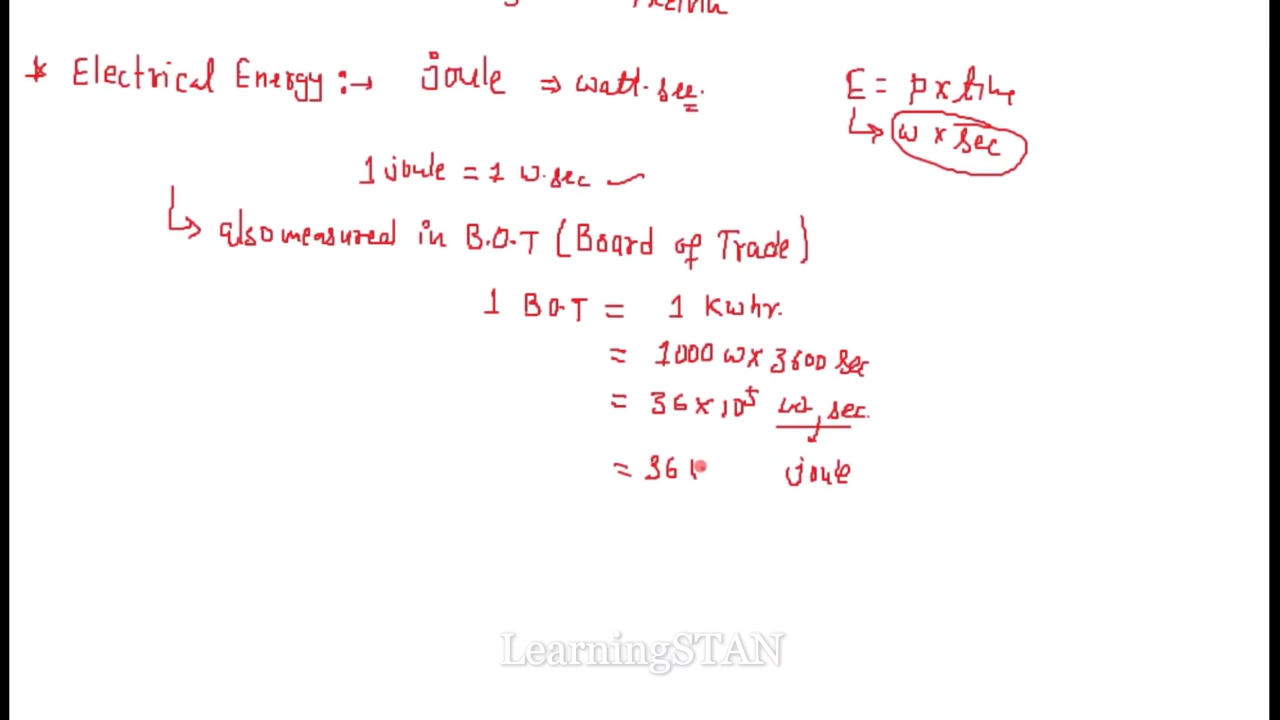 * Electrical Energy :→ joule ⇒ watt.sec. E = p x time
↳ w x sec
1 joule = 1 w.sec ✓
↳ also measured in B.O.T (Board of Trade)
1 BOT = 1 Kwhr.
= 1000 w x 3600 sec
= 36 x 10⁵ w.sec.
= 36 joule
LearningSTAN